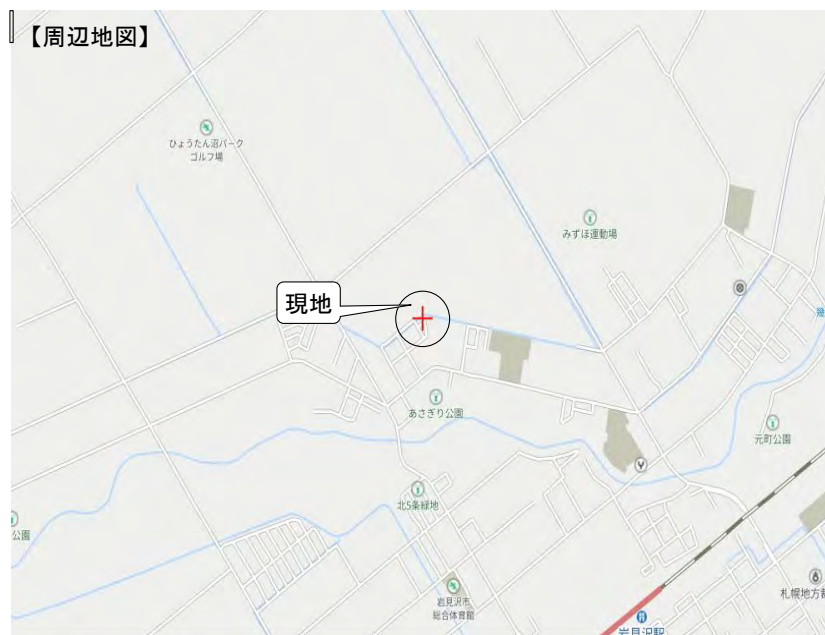 【周辺地図】
ひょうたん沼パーク
ゴルフ場
みずほ運動場
現地
あさぎり公園
元町公園
北5条緑地
公園
岩見沢市
総合体育館
札幌地方
岩見沢駅